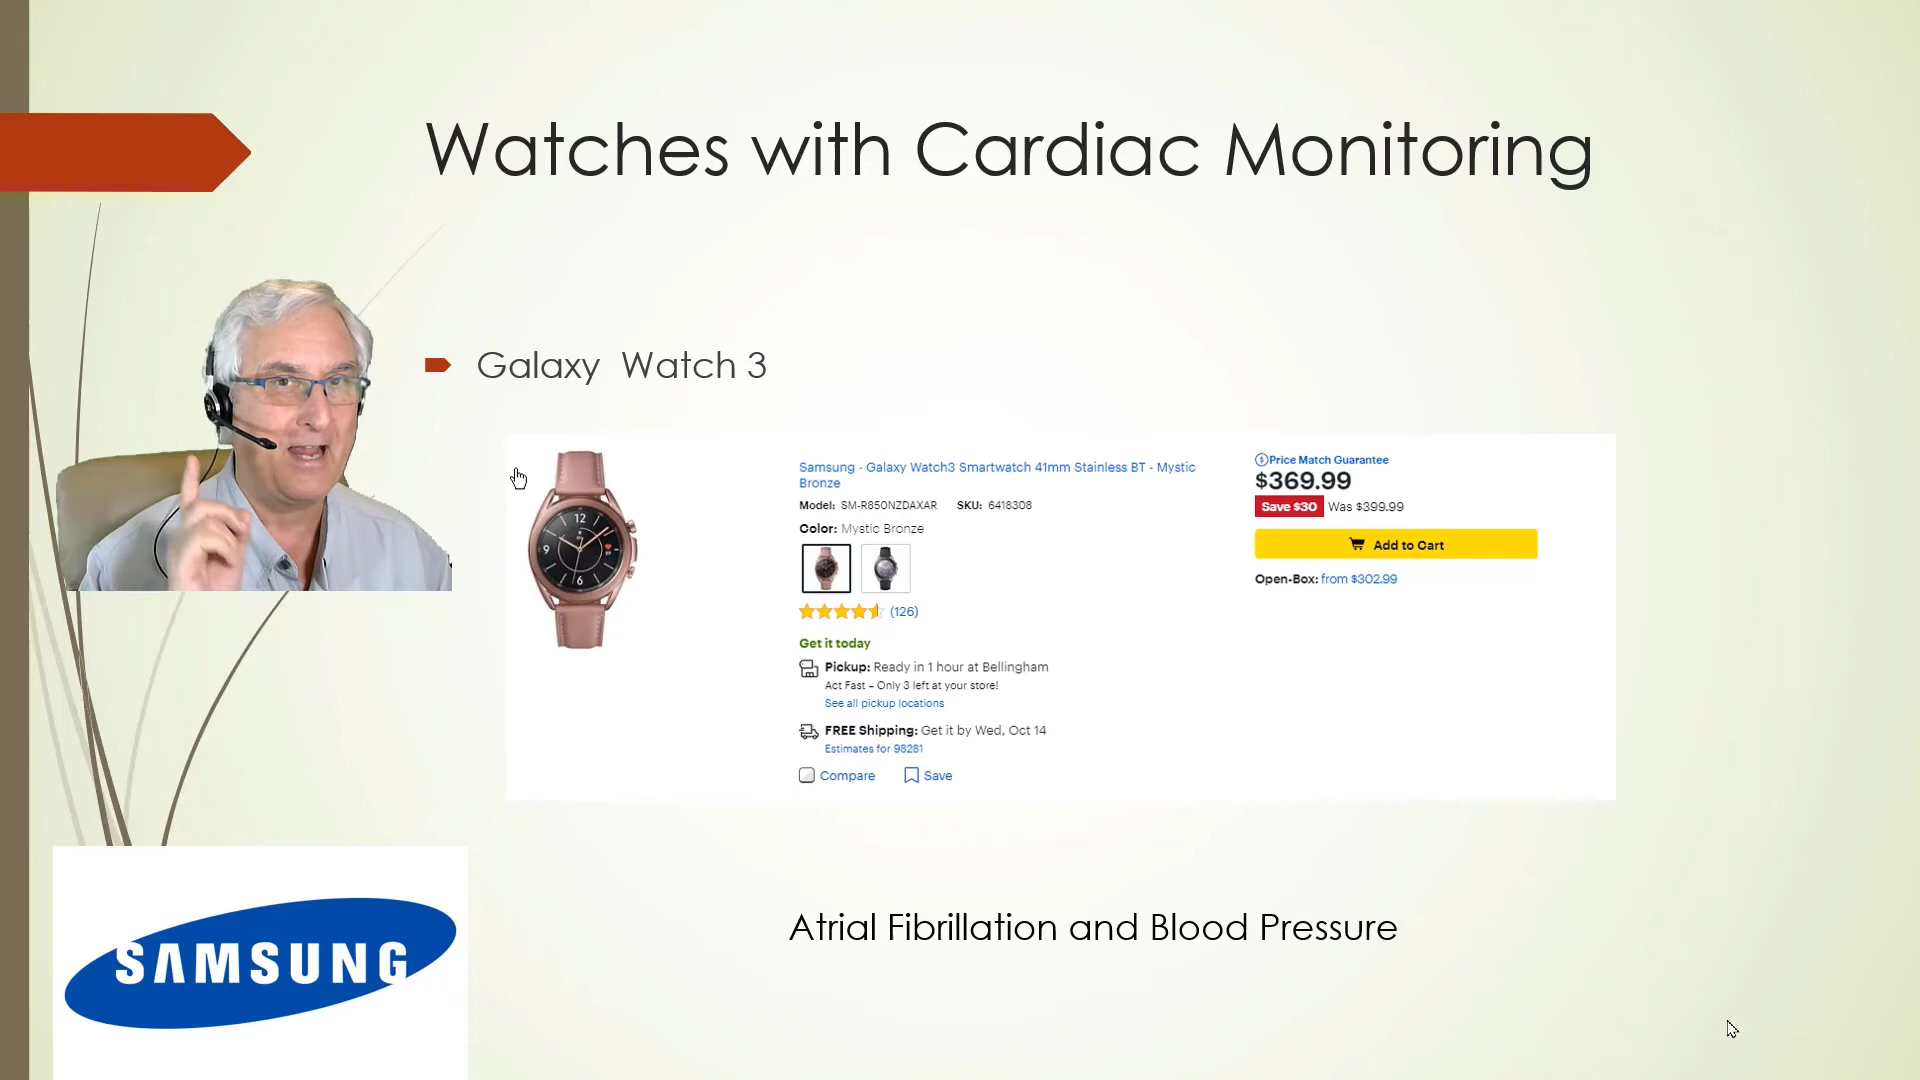 Watches with Cardiac Monitoring
Galaxy Watch 3
12
9
6
Samsung - Galaxy Watch3 Smartwatch 41mm Stainless BT - Mystic
Bronze
Model: SM-R850NZDAXAR SKU: 6418308
Color: Mystic Bronze
(126)
Get it today
Pickup: Ready in 1 hour at Bellingham
Act Fast – Only 3 left at your store!
See all pickup locations
FREE Shipping: Get it by Wed, Oct 14
Estimates for 98281
Compare Save
Price Match Guarantee
$369.99
Save $30 Was $399.99
Add to Cart
Open-Box: from $302.99
SAMSUNG
Atrial Fibrillation and Blood Pressure